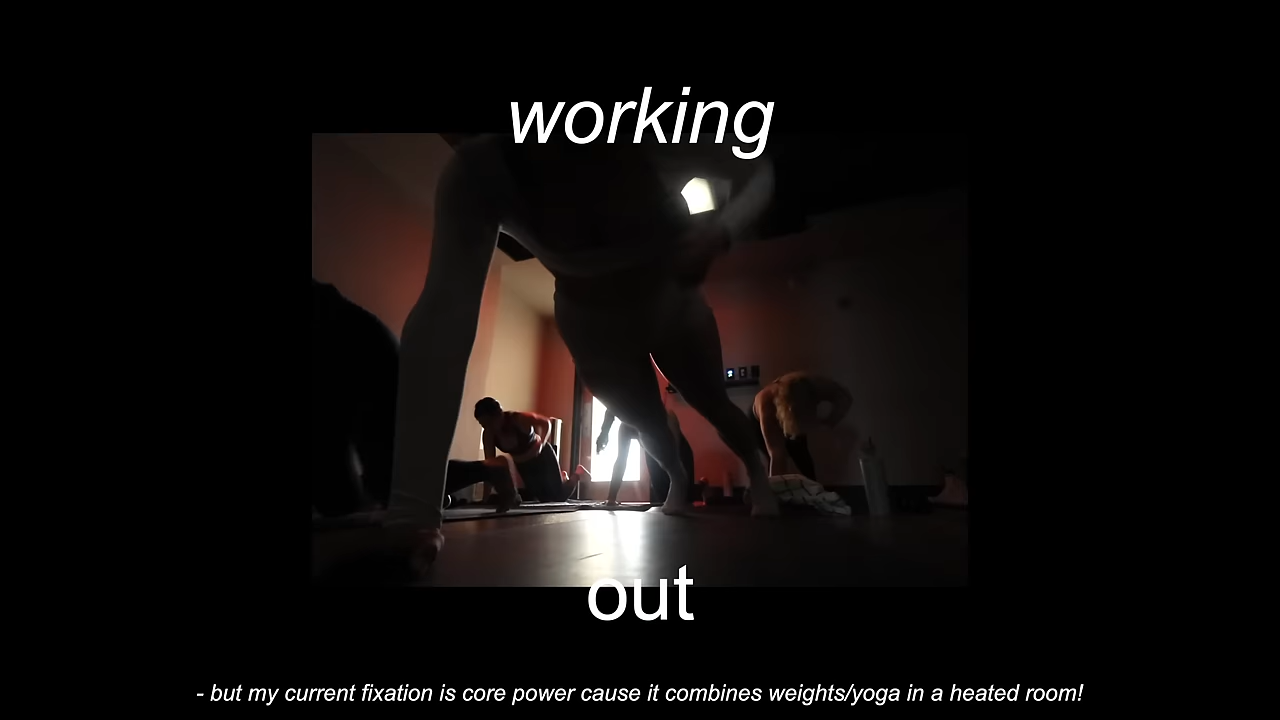 working
out
- but my current fixation is core power cause it combines weights/yoga in a heated room!